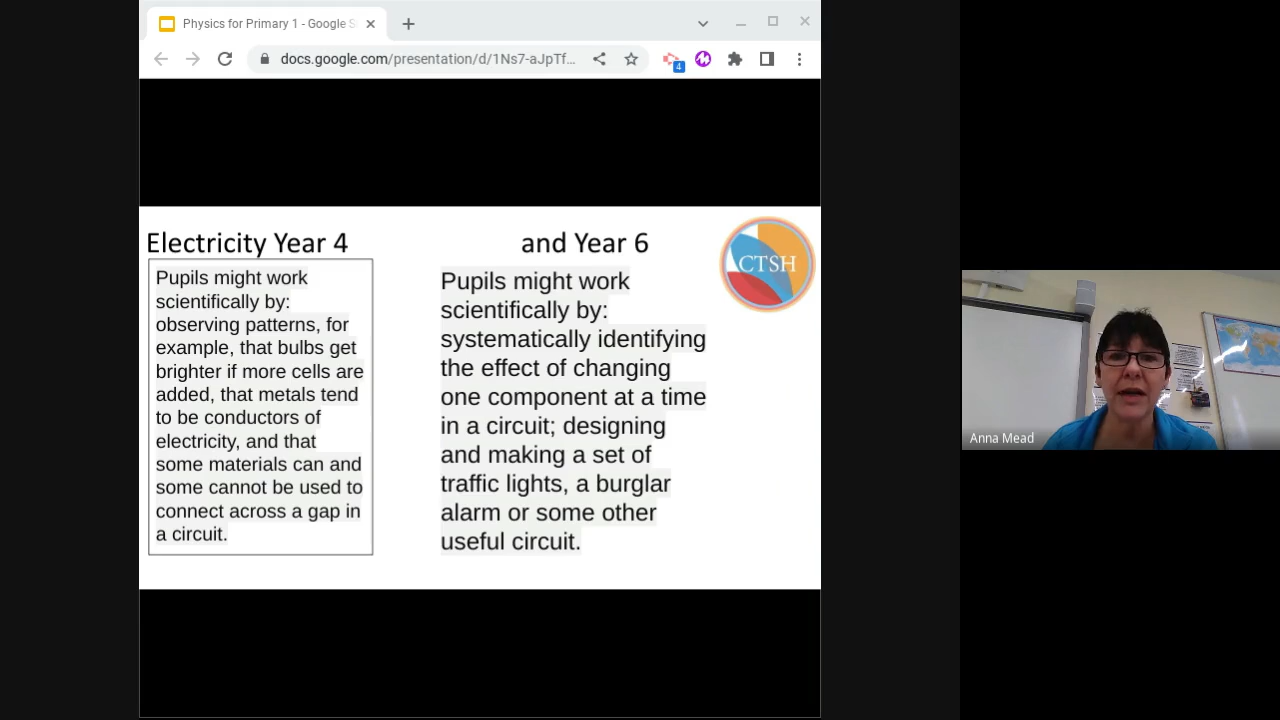 Physics for Primary 1 - Google S
docs.google.com/presentation/d/1Ns7-aJpTf...
4
Electricity Year 4
Pupils might work
scientifically by:
observing patterns, for
example, that bulbs get
brighter if more cells are
added, that metals tend
to be conductors of
electricity, and that
some materials can and
some cannot be used to
connect across a gap in
a circuit.
and Year 6
Pupils might work
scientifically by:
systematically identifying
the effect of changing
one component at a time
in a circuit; designing
and making a set of
traffic lights, a burglar
alarm or some other
useful circuit.
CTSH
Anna Mead